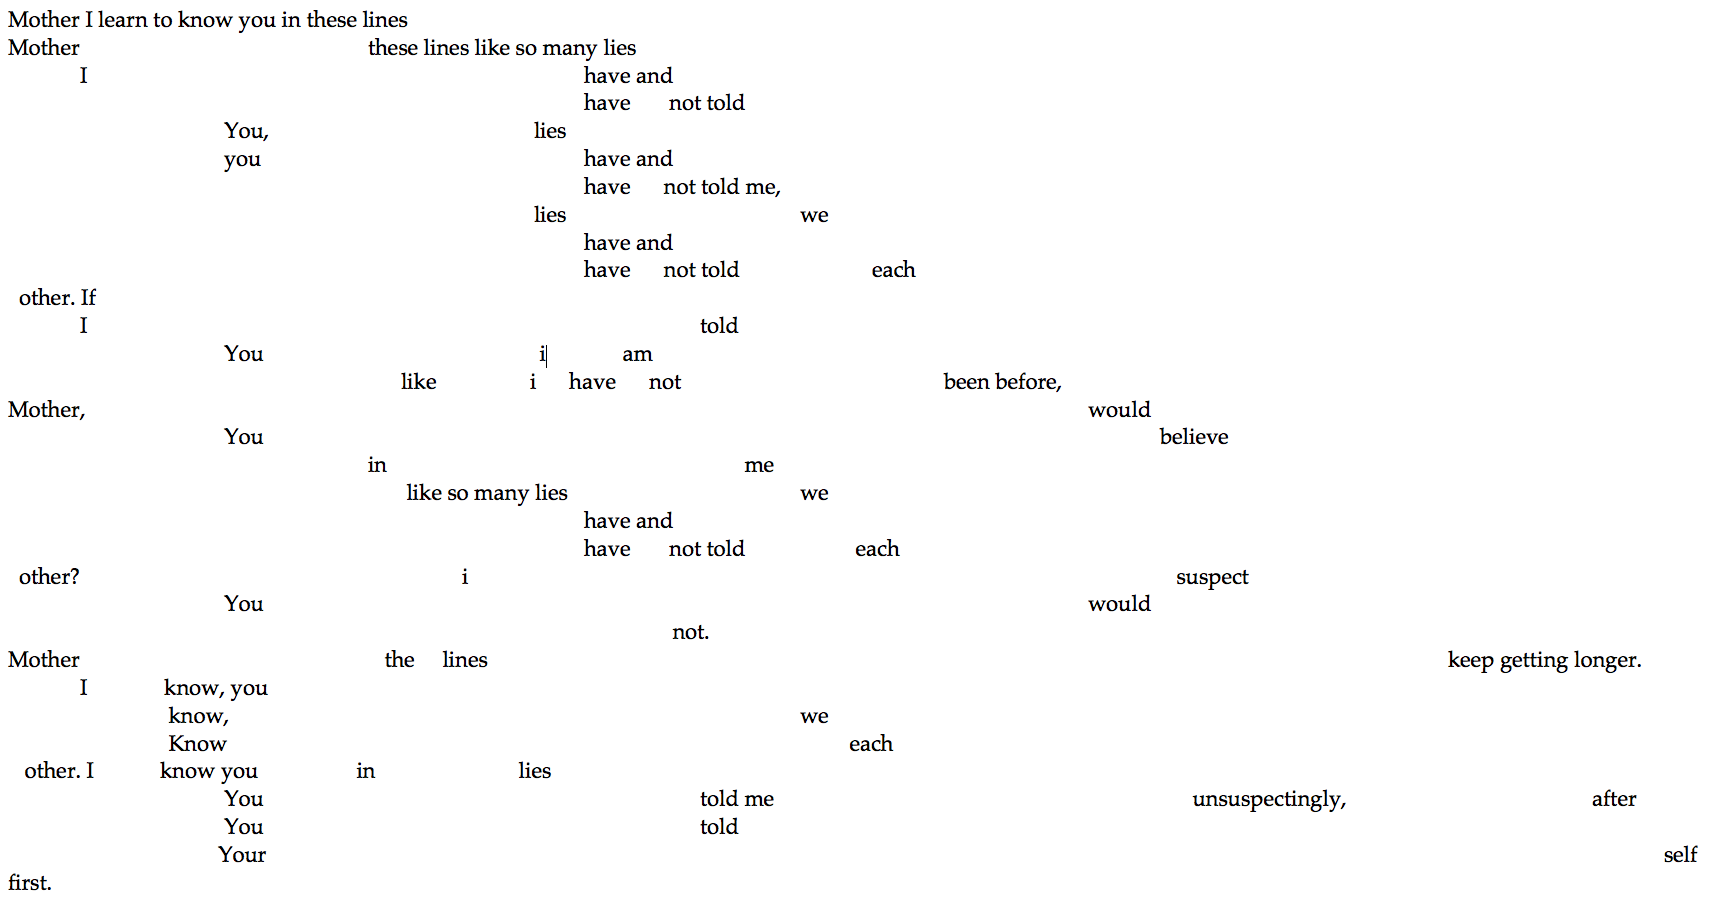 Mother I learn to know you in these lines
Mother these lines like so many lies
I have and
have not told
You, lies
you have and
have not told me,
lies we
have and
have not told each
other. If
I told
You i am
like i have not been before,
Mother, would
You believe
in me
like so many lies we
have and
have not told each
other? i suspect
You would
not.
Mother the lines keep getting longer.
I know, you
know, we
Know each
other. I know you in lies
You told me unsuspectingly, after
You told
Your self
first.